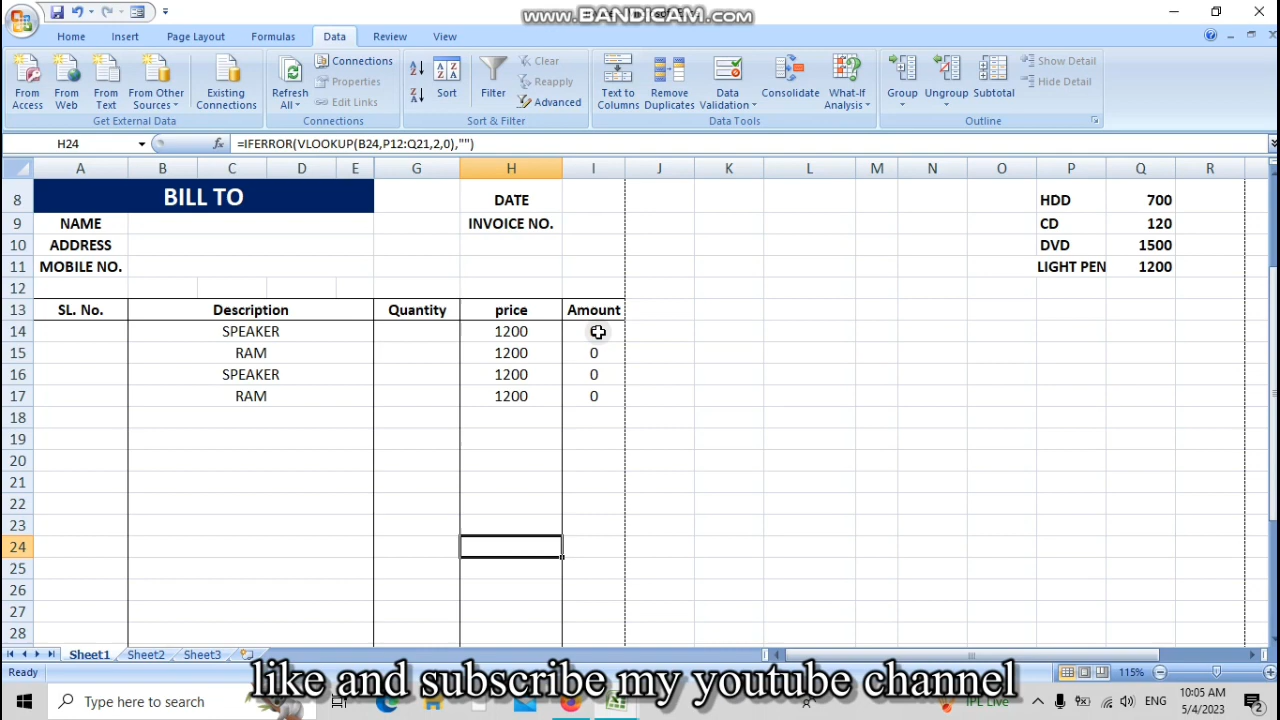 www.BANDICAM.com
Home Insert Page Layout Formulas Data Review View
From Access
From Web
From Text
From Other Sources
Existing Connections
Get External Data
Refresh All
Connections
Properties
Edit Links
Connections
Sort
Filter
Clear
Reapply
Advanced
Sort & Filter
Text to Columns
Remove Duplicates
Data Validation
Consolidate
What-If Analysis
Data Tools
Group
Ungroup
Subtotal
Show Detail
Hide Detail
Outline
H24 fx =IFERROR(VLOOKUP(B24,P12:Q21,2,0),"")
A B C D E G H I J K L M N O P Q R
8 BILL TO DATE HDD 700
9 NAME INVOICE NO. CD 120
10 ADDRESS DVD 1500
11 MOBILE NO. LIGHT PEN 1200
12
13 SL. No. Description Quantity price Amount
14 SPEAKER 1200
15 RAM 1200 0
16 SPEAKER 1200 0
17 RAM 1200 0
18
19
20
21
22
23
24
25
26
27
28
Sheet1 Sheet2 Sheet3
Ready 115%
like and subscribe my youtube channel
Type here to search IPL Live ENG 10:05 AM
5/4/2023 2